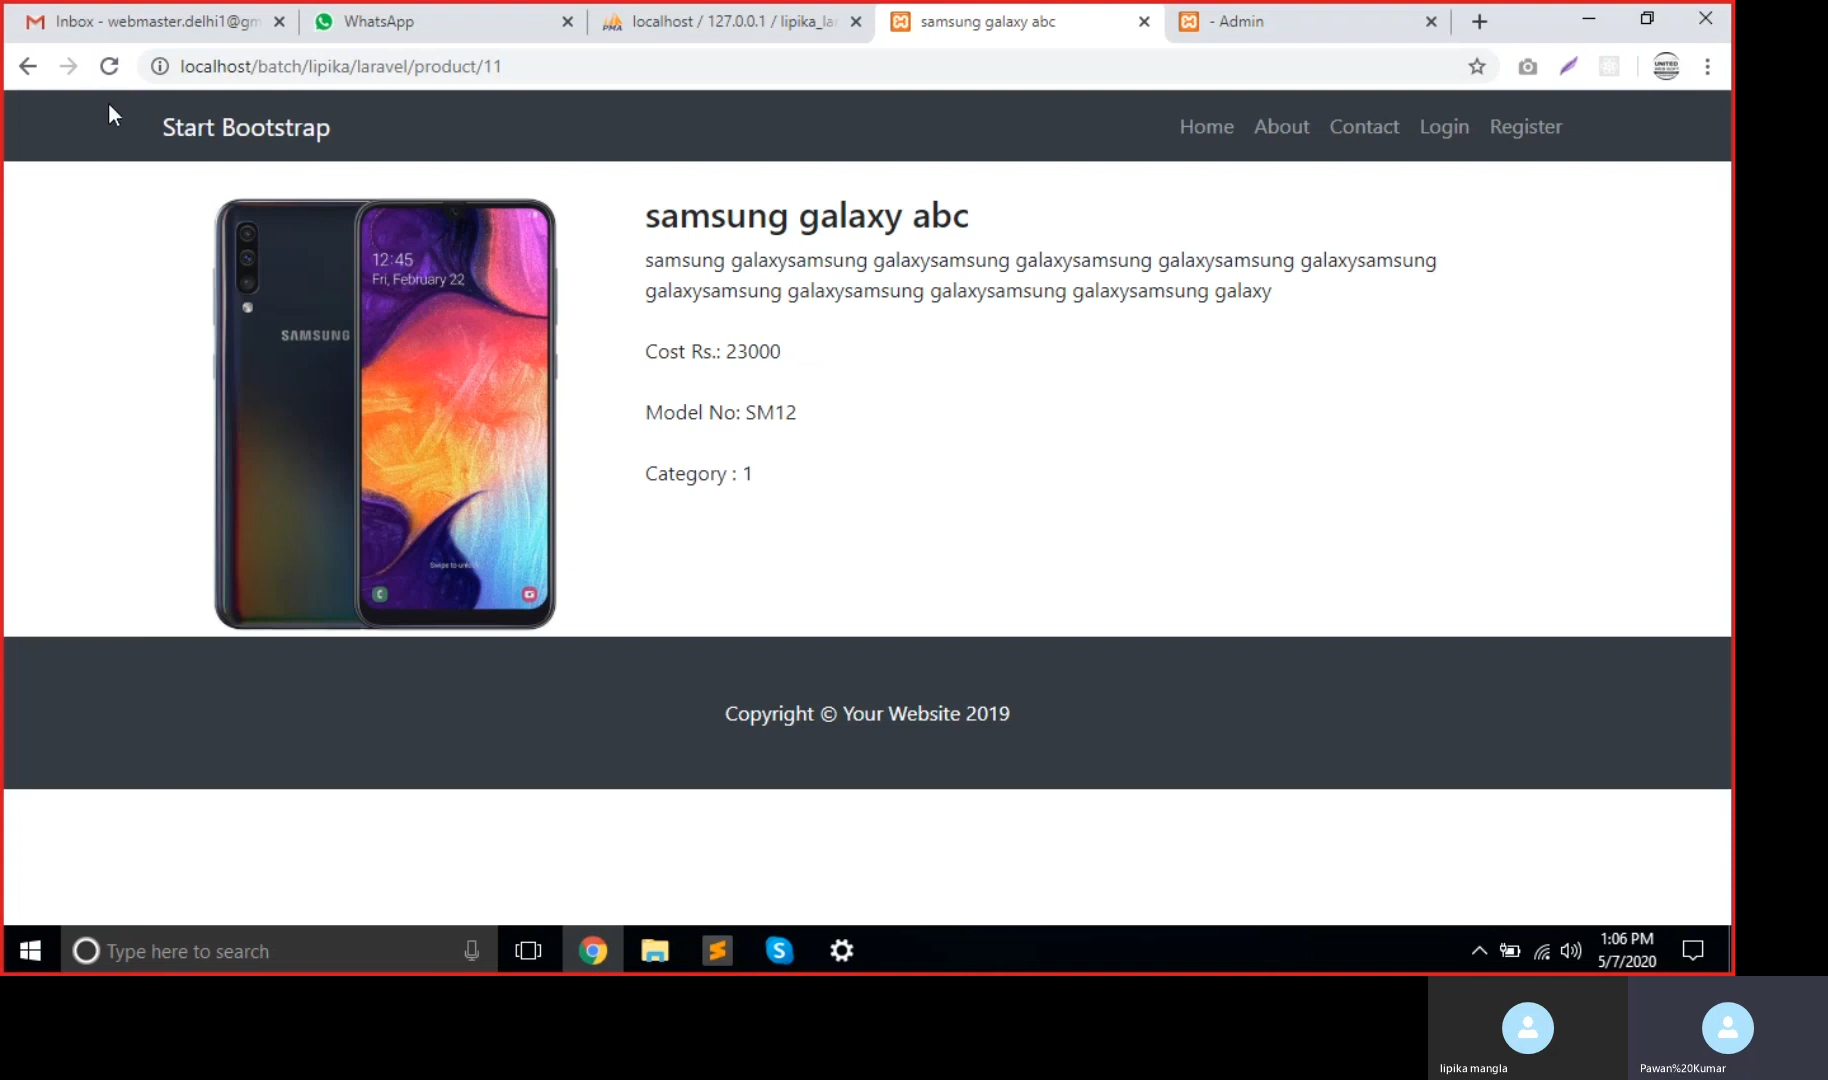 Inbox - webmaster.delhi1@gm
WhatsApp
localhost / 127.0.0.1 / lipika_la
samsung galaxy abc
- Admin
localhost/batch/lipika/laravel/product/11
Start Bootstrap
Home
About
Contact
Login
Register
12:45
Fri, February 22
SAMSUNG
Swipe to unlock
samsung galaxy abc
samsung galaxysamsung galaxysamsung galaxysamsung galaxysamsung galaxysamsung
galaxysamsung galaxysamsung galaxysamsung galaxysamsung galaxy
Cost Rs.: 23000
Model No: SM12
Category : 1
Copyright © Your Website 2019
Type here to search
1:06 PM
5/7/2020
lipika mangla
Pawan%20Kumar